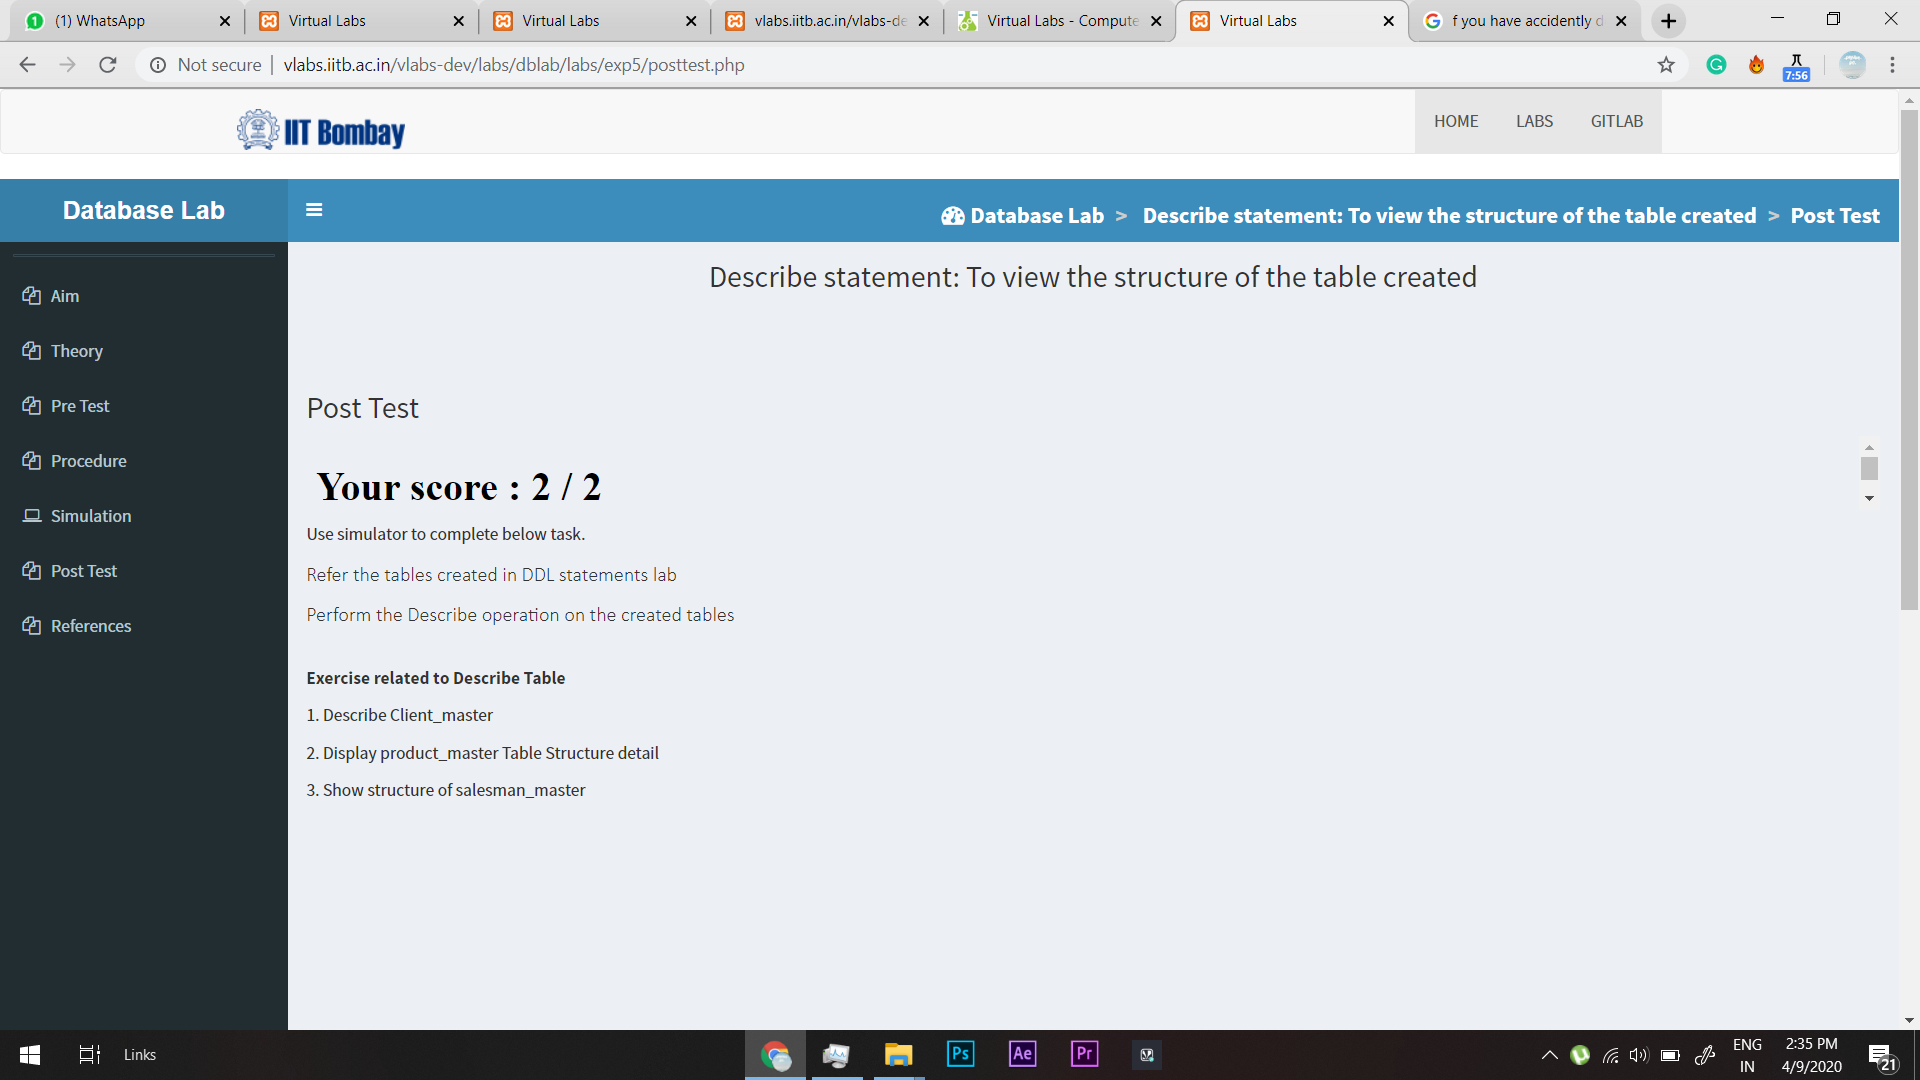 (1) WhatsApp
Virtual Labs
Virtual Labs
vlabs.iitb.ac.in/vlabs-de
Virtual Labs - Compute
Virtual Labs
f you have accidently d
Not secure
vlabs.iitb.ac.in/vlabs-dev/labs/dblab/labs/exp5/posttest.php
7:56
IIT Bombay
HOME
LABS
GITLAB
Database Lab
Database Lab > Describe statement: To view the structure of the table created > Post Test
Describe statement: To view the structure of the table created
Aim
Theory
Pre Test
Procedure
Simulation
Post Test
References
Post Test
Your score : 2 / 2
Use simulator to complete below task.
Refer the tables created in DDL statements lab
Perform the Describe operation on the created tables
Exercise related to Describe Table
1. Describe Client_master
2. Display product_master Table Structure detail
3. Show structure of salesman_master
Links
Ps
Ae
Pr
ENG
IN
2:35 PM
4/9/2020
21